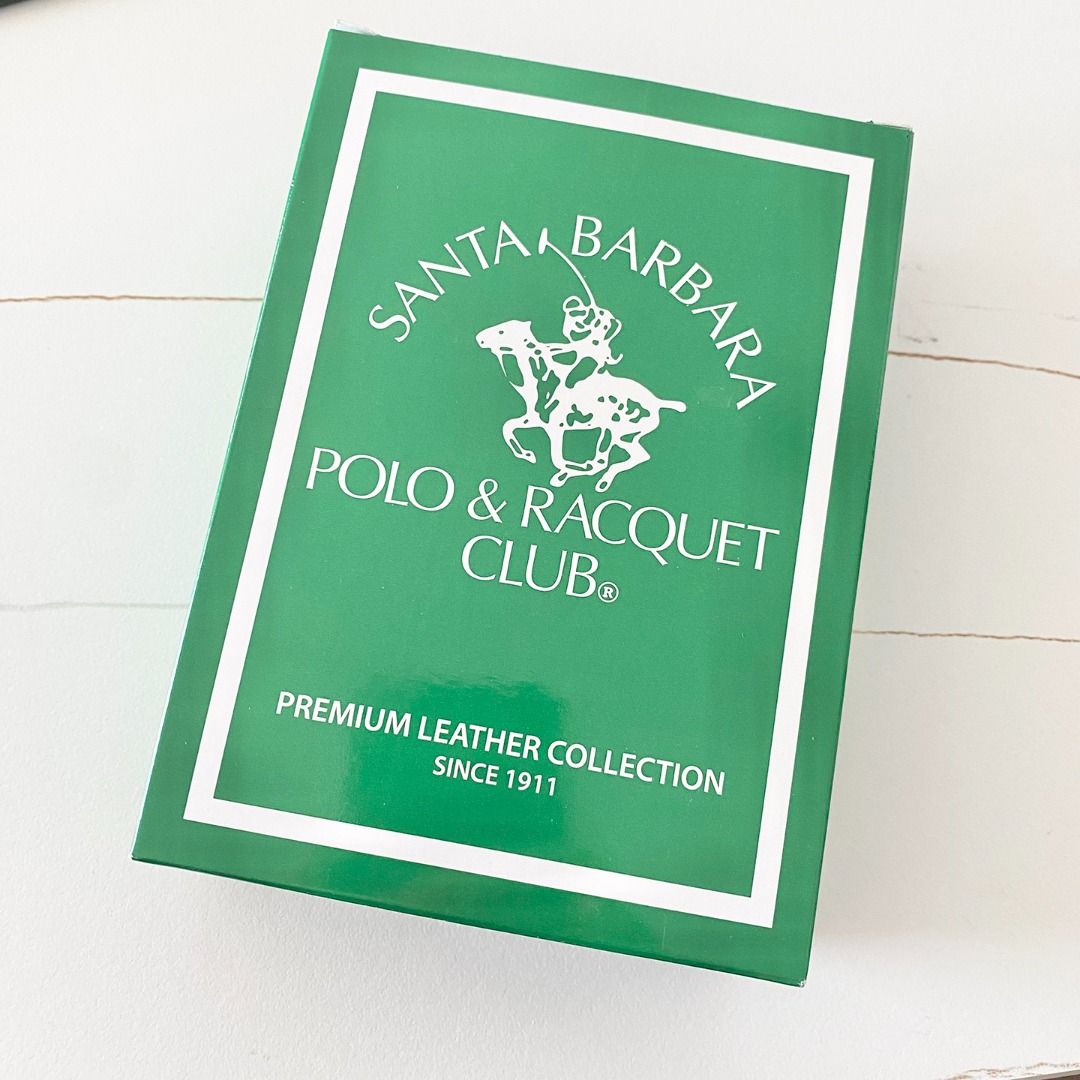 SANTA BARBARA
POLO & RACQUET
CLUB®
PREMIUM LEATHER COLLECTION
SINCE 1911